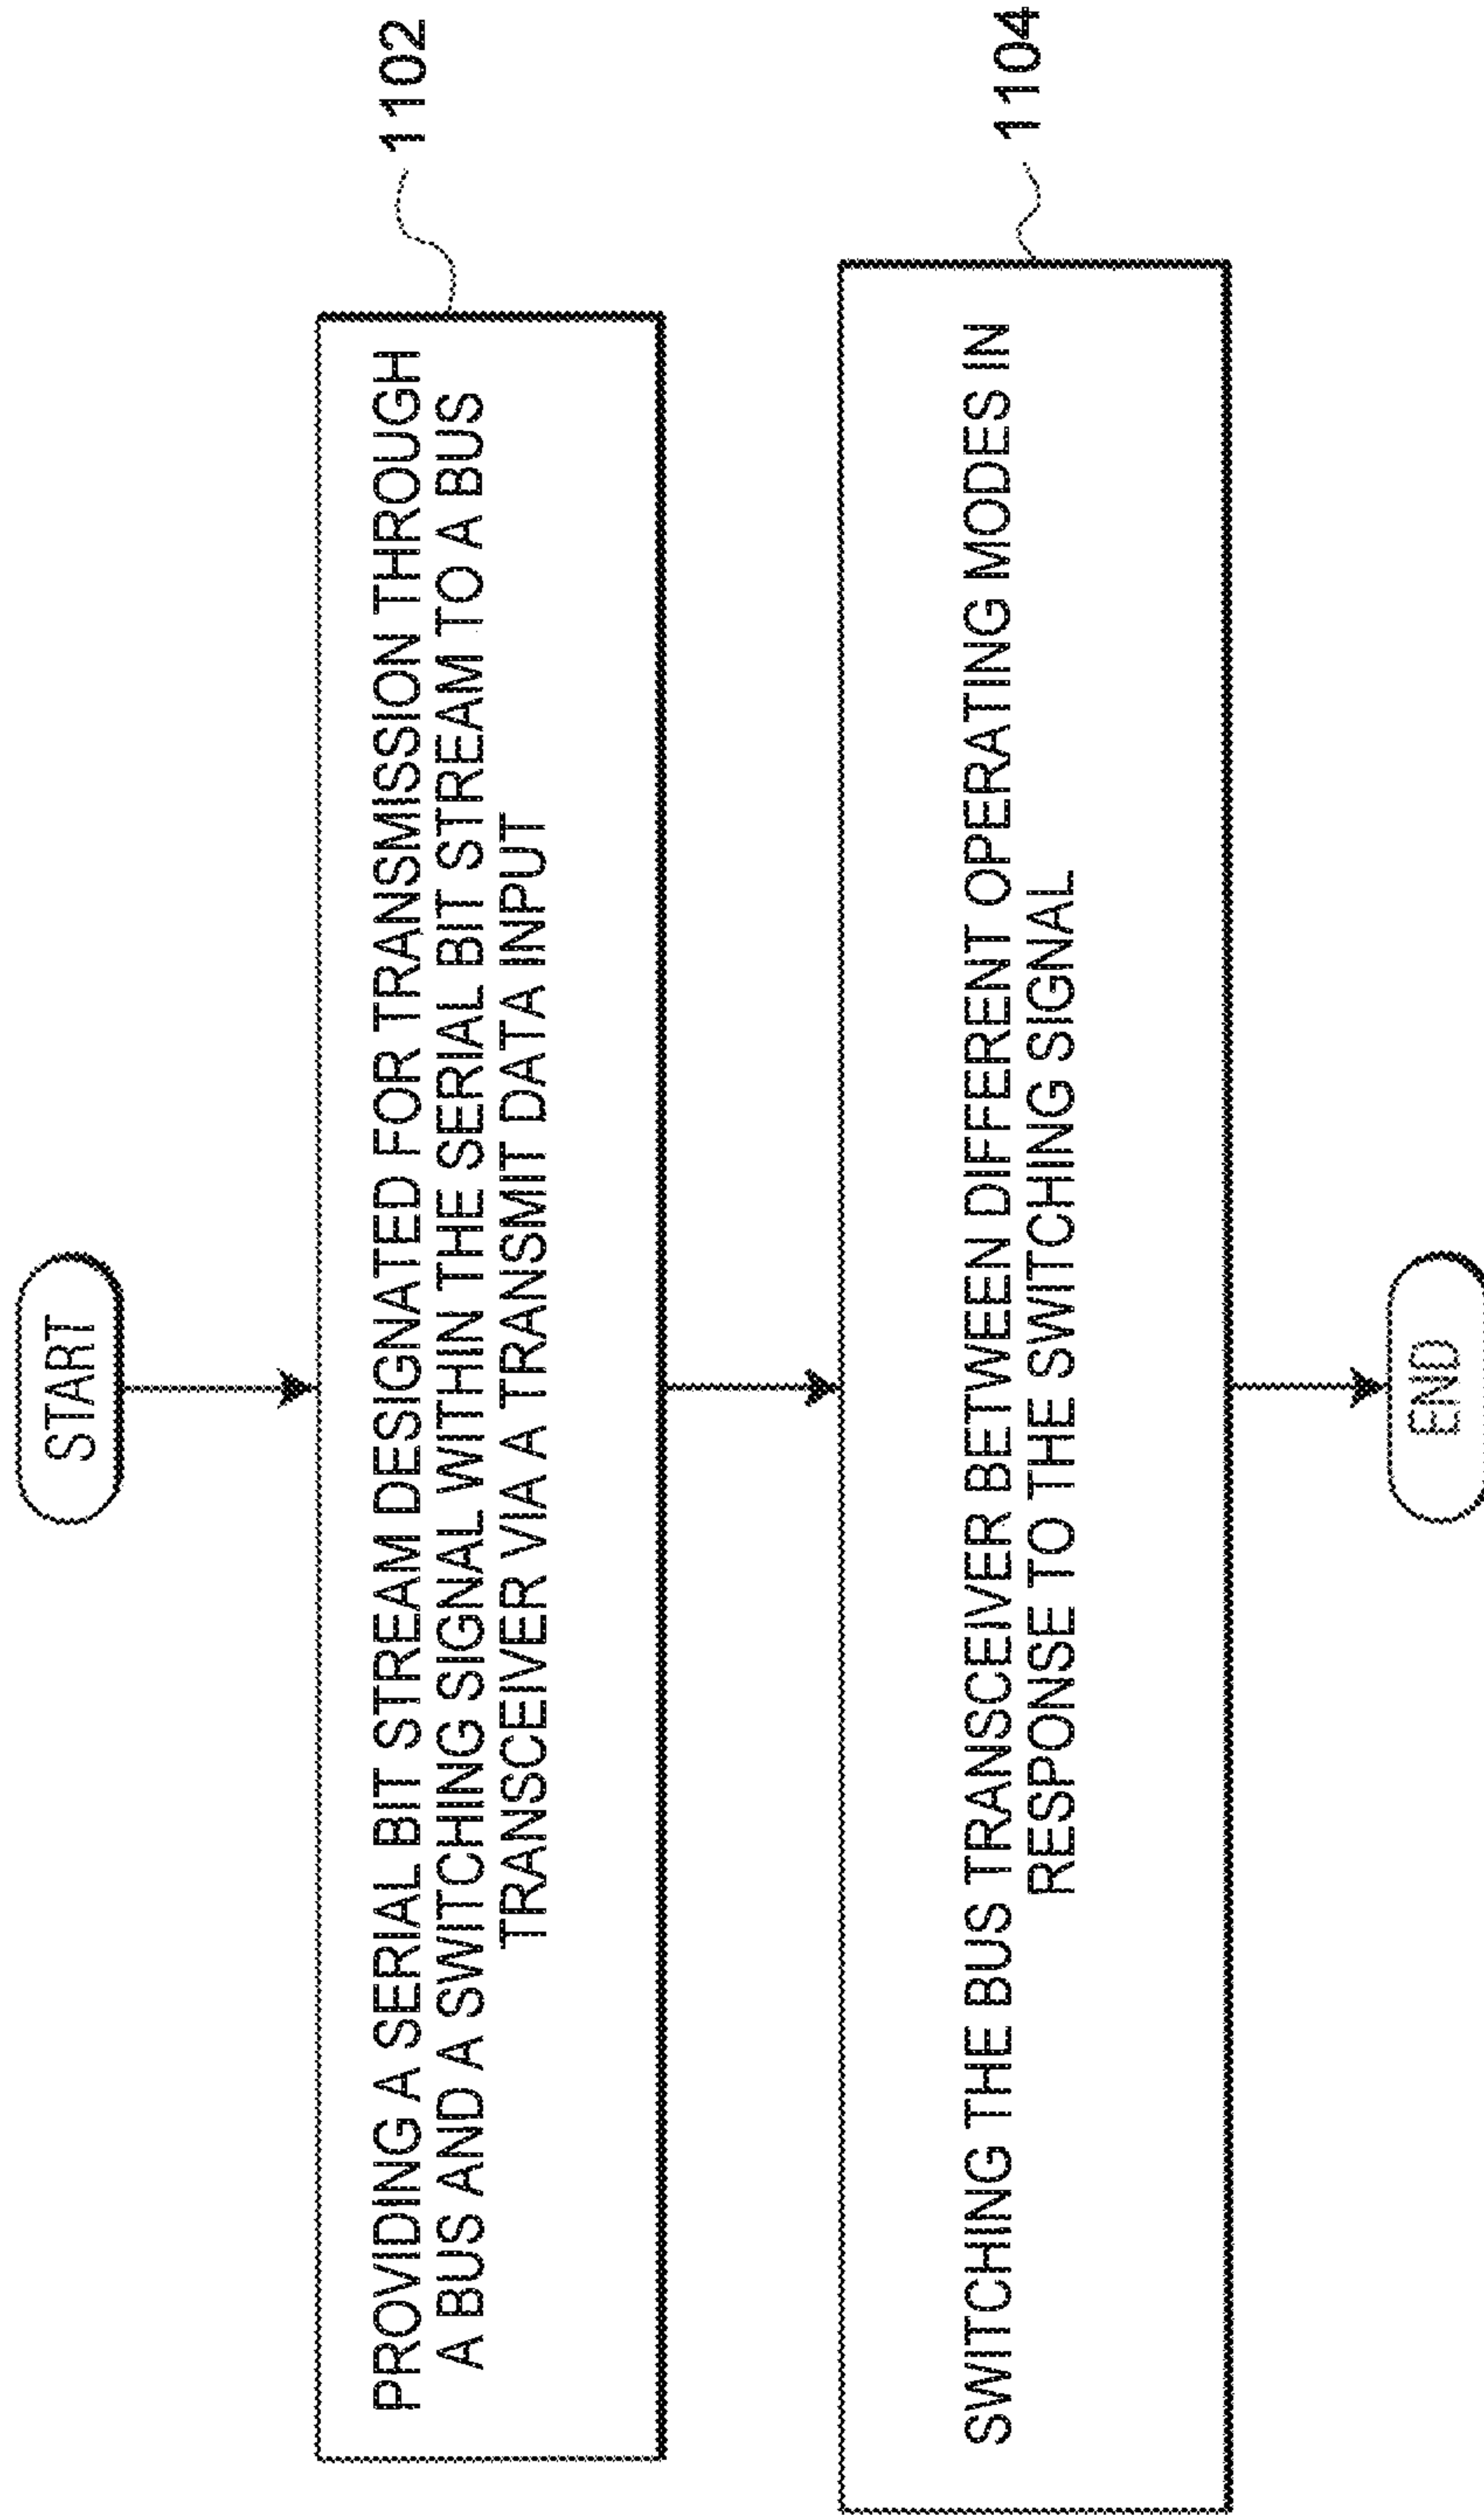 START
PROVIDING A SERIAL BIT STREAM DESIGNATED FOR TRANSMISSION THROUGH
A BUS AND A SWITCHING SIGNAL WITHIN THE SERIAL BIT STREAM TO A BUS
TRANSCEIVER VIA A TRANSMIT DATA INPUT
1102
SWITCHING THE BUS TRANSCEIVER BETWEEN DIFFERENT OPERATING MODES IN
RESPONSE TO THE SWITCHING SIGNAL
1104
END